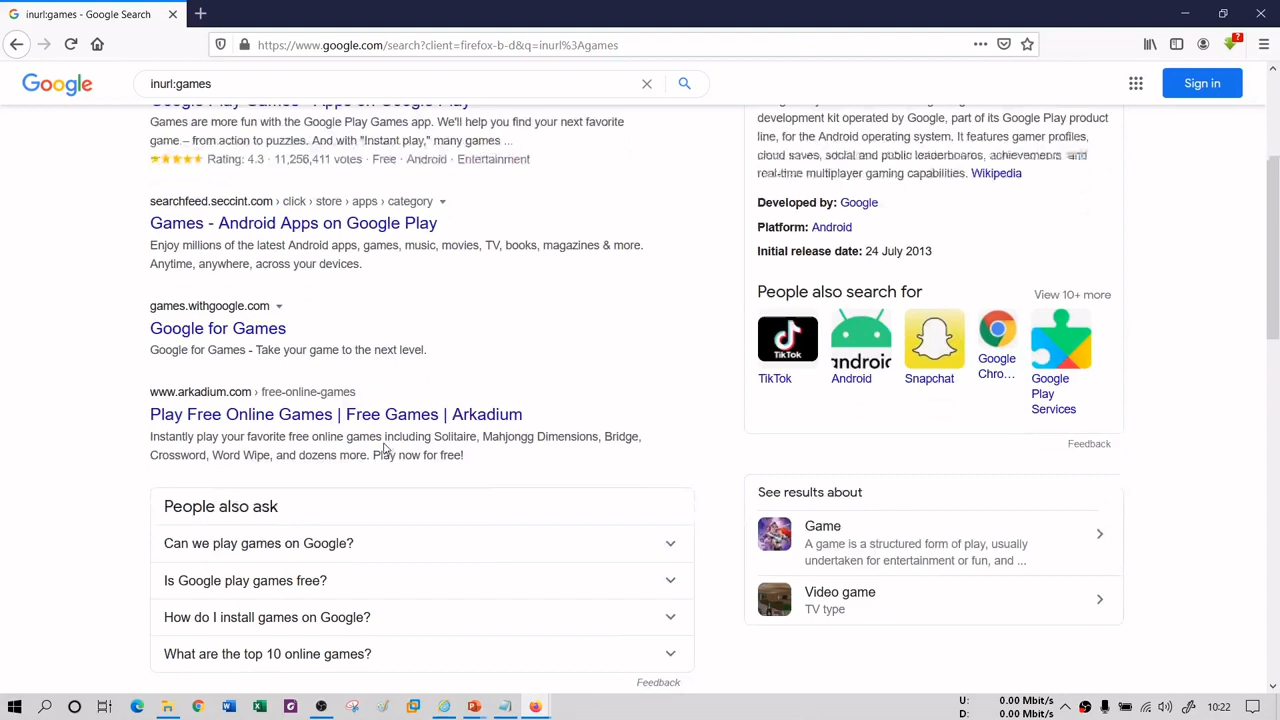 inurl:games - Google Search
https://www.google.com/search?client=firefox-b-d&q=inurl%3Agames
Google
inurl:games
Sign in
Google Play Games - Apps on Google Play
Games are more fun with the Google Play Games app. We'll help you find your next favorite
game – from action to puzzles. And with "Instant play," many games ...
Rating: 4.3 · 11,256,411 votes · Free · Android · Entertainment
searchfeed.seccint.com › click › store › apps › category
Games - Android Apps on Google Play
Enjoy millions of the latest Android apps, games, music, movies, TV, books, magazines & more.
Anytime, anywhere, across your devices.
games.withgoogle.com
Google for Games
Google for Games - Take your game to the next level.
www.arkadium.com › free-online-games
Play Free Online Games | Free Games | Arkadium
Instantly play your favorite free online games including Solitaire, Mahjongg Dimensions, Bridge,
Crossword, Word Wipe, and dozens more. Play now for free!
People also ask
Can we play games on Google?
Is Google play games free?
How do I install games on Google?
What are the top 10 online games?
Feedback
development kit operated by Google, part of its Google Play product
line, for the Android operating system. It features gamer profiles,
cloud saves, social and public leaderboards, achievements, and
real-time multiplayer gaming capabilities. Wikipedia
Developed by: Google
Platform: Android
Initial release date: 24 July 2013
People also search for
View 10+ more
TikTok
android
TikTok
Android
Snapchat
Google
Chro...
Google
Play
Services
Feedback
See results about
Game
A game is a structured form of play, usually
undertaken for entertainment or fun, and ...
Video game
TV type
U: 0.00 Mbit/s
D: 0.00 Mbit/s
10:22